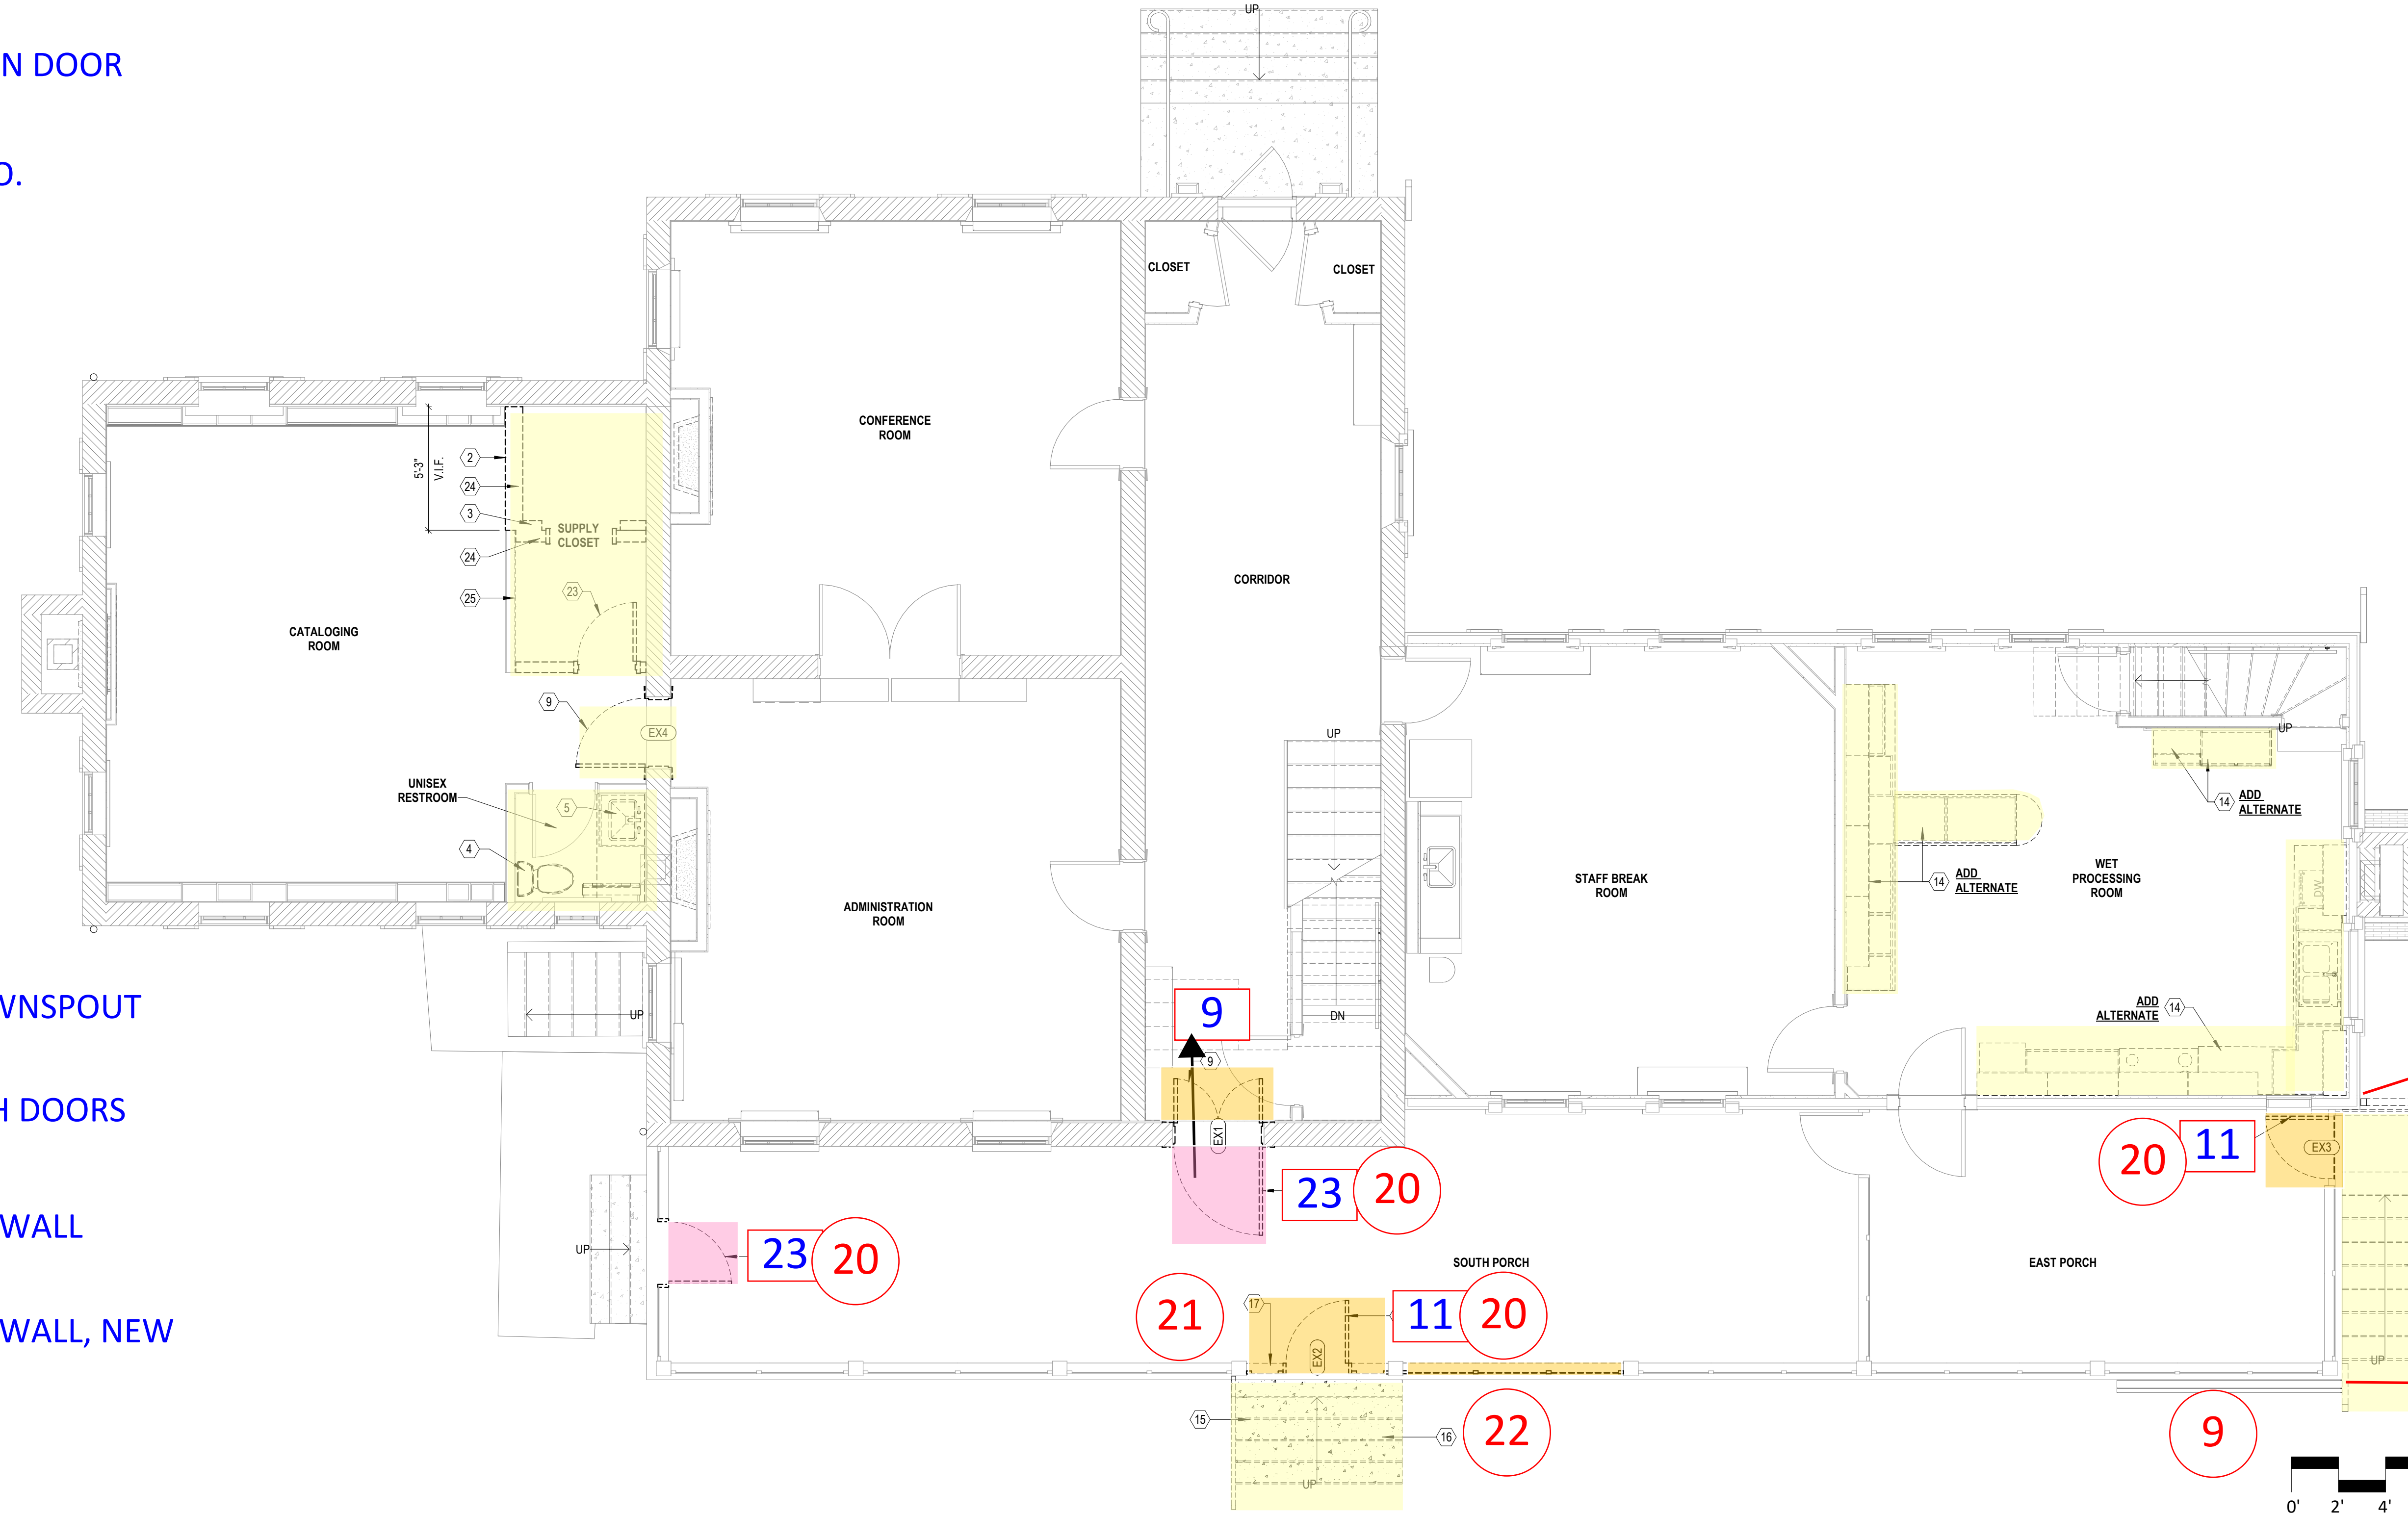 UP
N DOOR
O.
CLOSET
CLOSET
CONFERENCE
ROOM
5'-3"
V.I.F.
2
24
3
SUPPLY
CLOSET
24
23
25
CORRIDOR
CATALOGING
ROOM
9
EX4
UP
UP
UNISEX
RESTROOM
5
4
14
ADD
ALTERNATE
14
ADD
ALTERNATE
WET
PROCESSING
ROOM
DW
STAFF BREAK
ROOM
ADMINISTRATION
ROOM
WNSPOUT
UP
9
DN
ADD
ALTERNATE
14
9
H DOORS
EX1
20
11
EX3
23
20
WALL
UP
23
20
SOUTH PORCH
EAST PORCH
21
17
11
20
WALL, NEW
EX2
UP
15
16
22
9
UP
0'
2'
4'